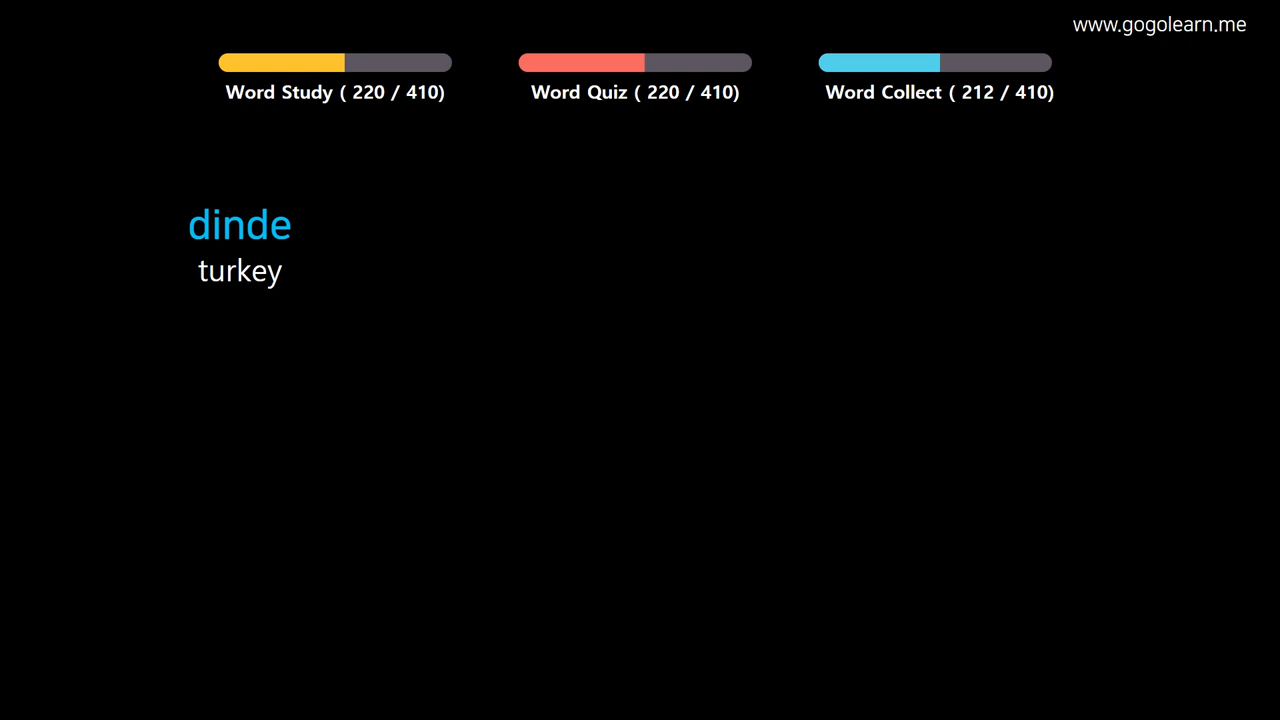 www.gogolearn.me
Word Study ( 220 / 410)
Word Quiz ( 220 / 410)
Word Collect ( 212 / 410)
dinde
turkey